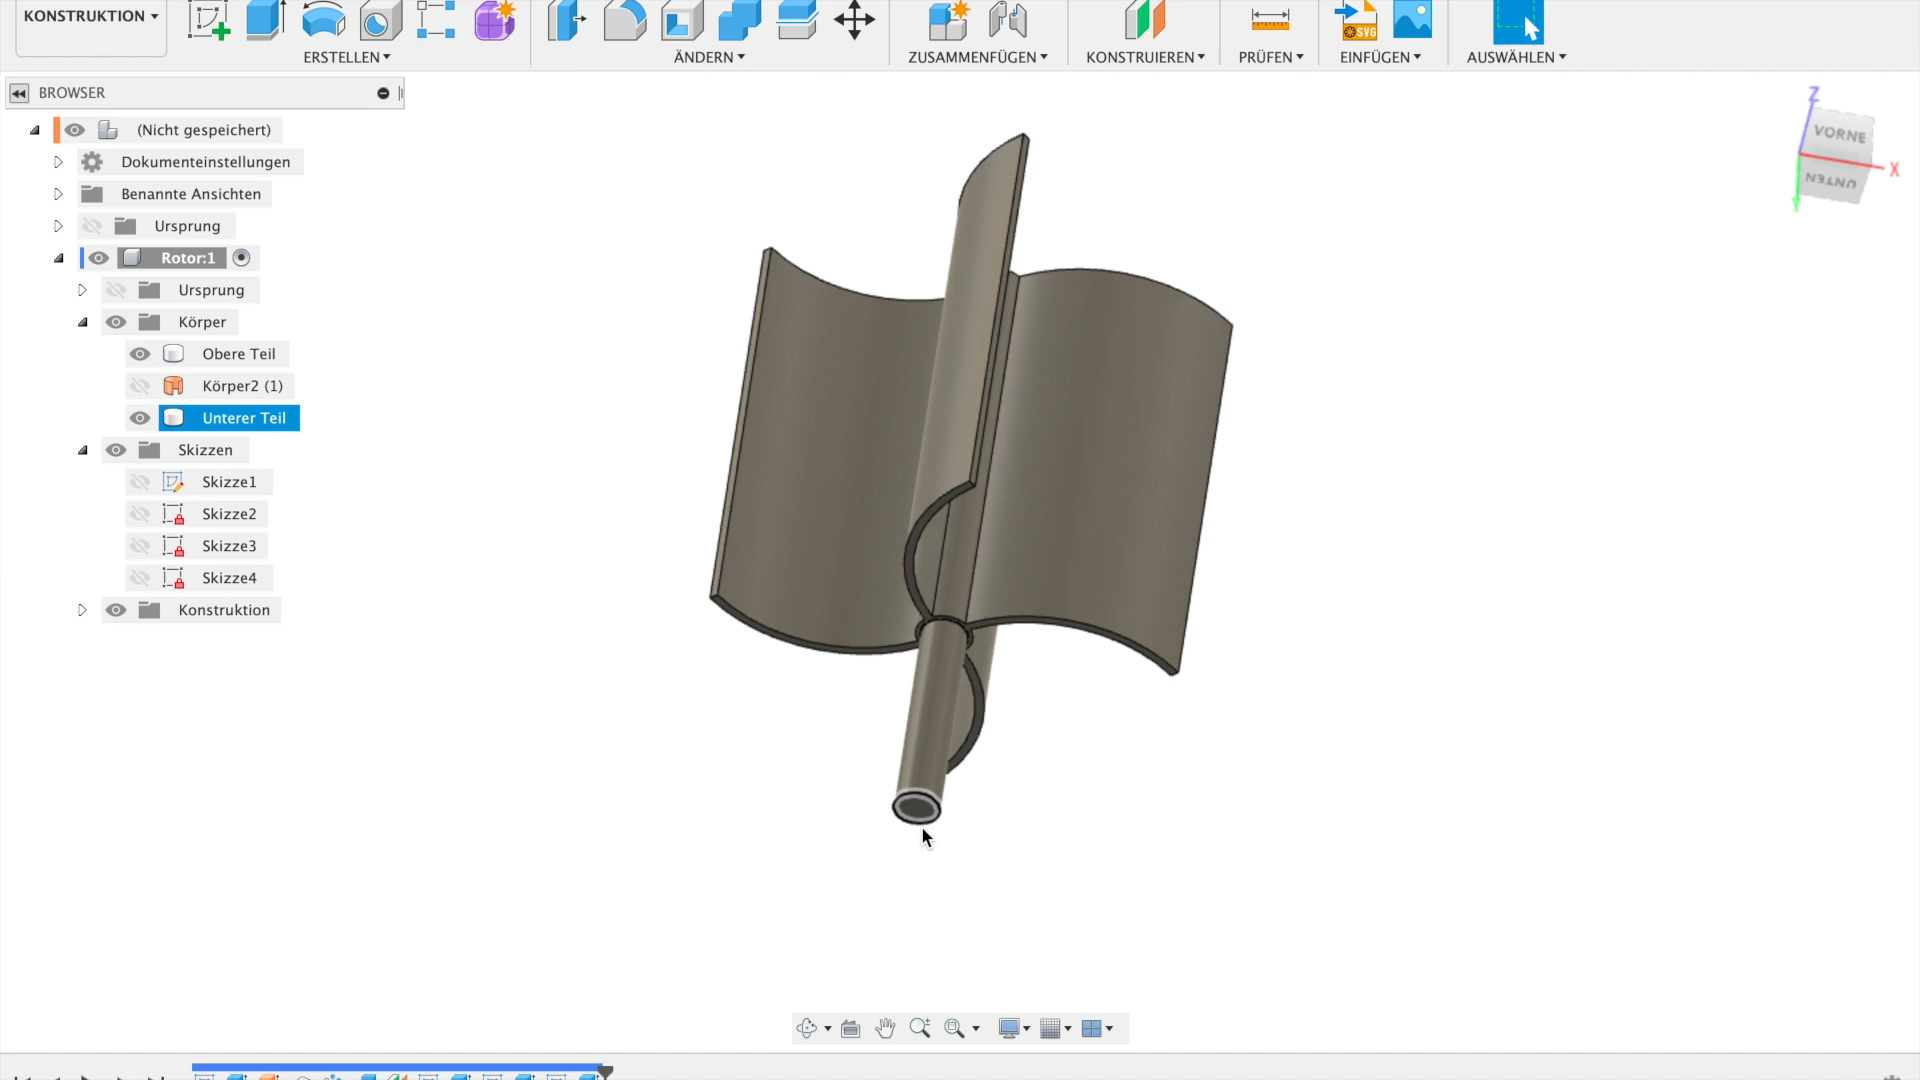 KONSTRUKTION
ERSTELLEN
ÄNDERN
ZUSAMMENFÜGEN
KONSTRUIEREN
PRÜFEN
EINFÜGEN
AUSWÄHLEN
SVG
BROWSER
(Nicht gespeichert)
Dokumenteinstellungen
Benannte Ansichten
Ursprung
Rotor:1
Ursprung
Körper
Obere Teil
Körper2 (1)
Unterer Teil
Skizzen
Skizze1
Skizze2
Skizze3
Skizze4
Konstruktion
Z
VORNE
X
UNTEN